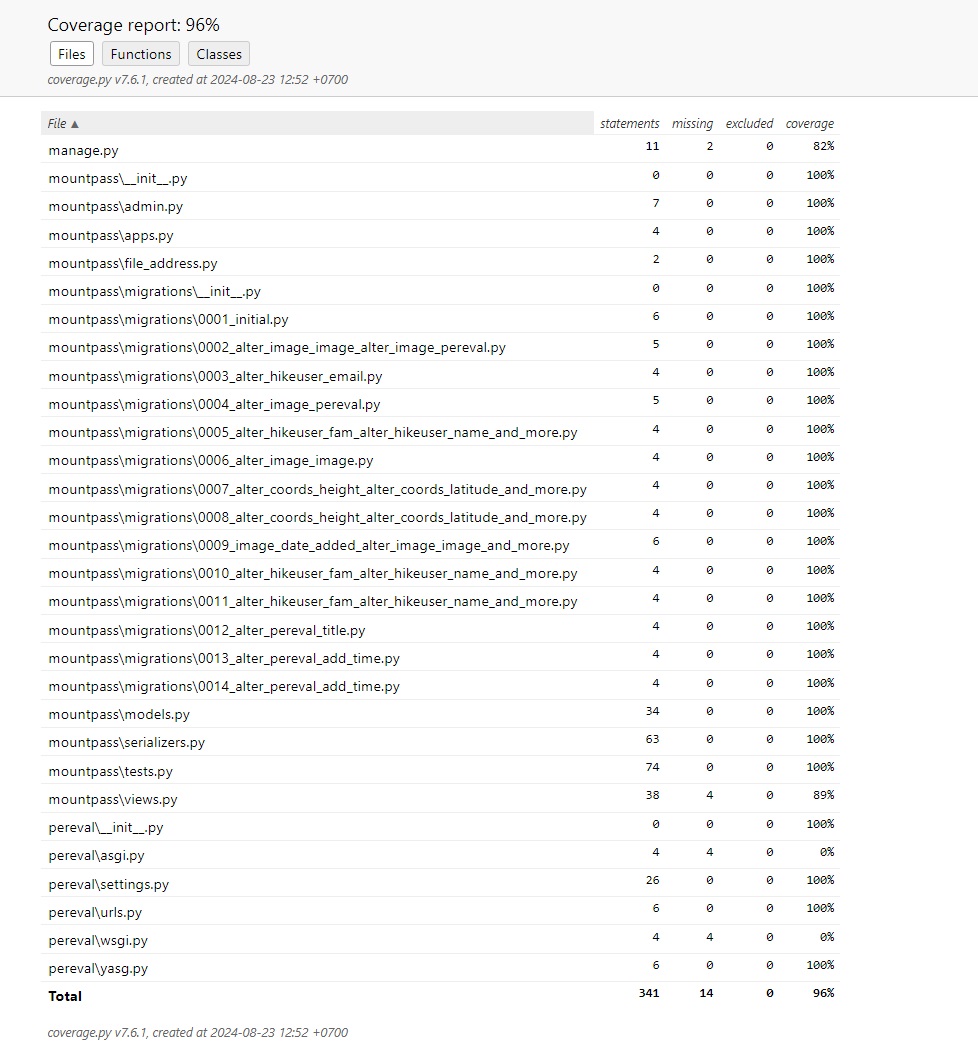 Coverage report: 96%
Files Functions Classes
coverage.py v7.6.1, created at 2024-08-23 12:52 +0700
File ▲ statements missing excluded coverage
manage.py 11 2 0 82%
mountpass\__init__.py 0 0 0 100%
mountpass\admin.py 7 0 0 100%
mountpass\apps.py 4 0 0 100%
mountpass\file_address.py 2 0 0 100%
mountpass\migrations\__init__.py 0 0 0 100%
mountpass\migrations\0001_initial.py 6 0 0 100%
mountpass\migrations\0002_alter_image_image_alter_image_pereval.py 5 0 0 100%
mountpass\migrations\0003_alter_hikeuser_email.py 4 0 0 100%
mountpass\migrations\0004_alter_image_pereval.py 5 0 0 100%
mountpass\migrations\0005_alter_hikeuser_fam_alter_hikeuser_name_and_more.py 4 0 0 100%
mountpass\migrations\0006_alter_image_image.py 4 0 0 100%
mountpass\migrations\0007_alter_coords_height_alter_coords_latitude_and_more.py 4 0 0 100%
mountpass\migrations\0008_alter_coords_height_alter_coords_latitude_and_more.py 4 0 0 100%
mountpass\migrations\0009_image_date_added_alter_image_image_and_more.py 6 0 0 100%
mountpass\migrations\0010_alter_hikeuser_fam_alter_hikeuser_name_and_more.py 4 0 0 100%
mountpass\migrations\0011_alter_hikeuser_fam_alter_hikeuser_name_and_more.py 4 0 0 100%
mountpass\migrations\0012_alter_pereval_title.py 4 0 0 100%
mountpass\migrations\0013_alter_pereval_add_time.py 4 0 0 100%
mountpass\migrations\0014_alter_pereval_add_time.py 4 0 0 100%
mountpass\models.py 34 0 0 100%
mountpass\serializers.py 63 0 0 100%
mountpass\tests.py 74 0 0 100%
mountpass\views.py 38 4 0 89%
pereval\__init__.py 0 0 0 100%
pereval\asgi.py 4 4 0 0%
pereval\settings.py 26 0 0 100%
pereval\urls.py 6 0 0 100%
pereval\wsgi.py 4 4 0 0%
pereval\yasg.py 6 0 0 100%
Total 341 14 0 96%
coverage.py v7.6.1, created at 2024-08-23 12:52 +0700